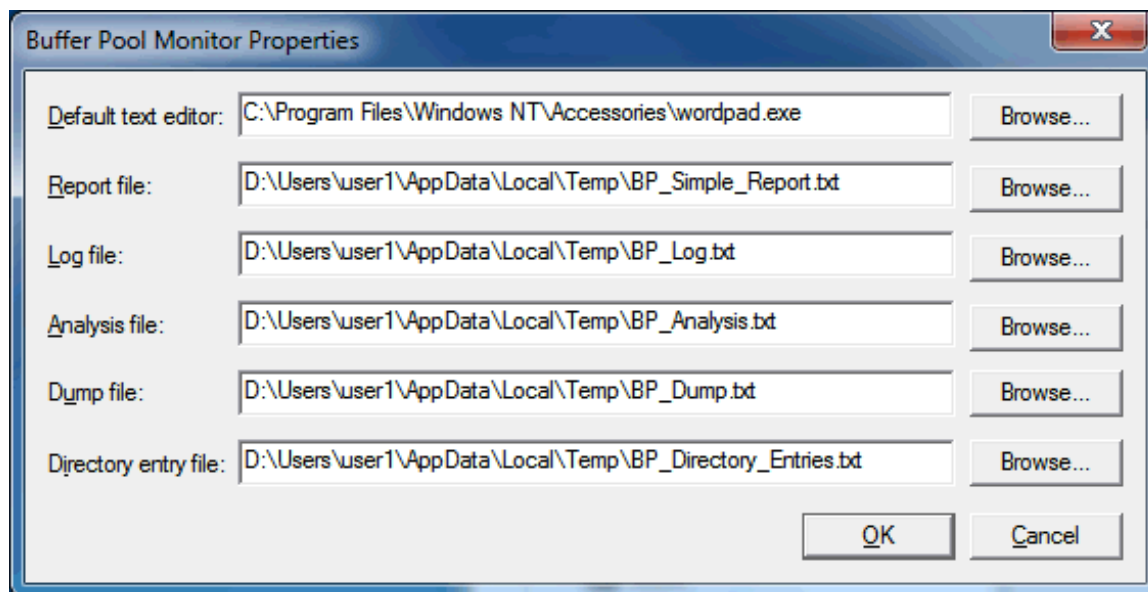 Buffer Pool Monitor Properties
Default text editor: C:\Program Files\Windows NT\Accessories\wordpad.exe Browse...
Report file: D:\Users\user1\AppData\Local\Temp\BP_Simple_Report.txt Browse...
Log file: D:\Users\user1\AppData\Local\Temp\BP_Log.txt Browse...
Analysis file: D:\Users\user1\AppData\Local\Temp\BP_Analysis.txt Browse...
Dump file: D:\Users\user1\AppData\Local\Temp\BP_Dump.txt Browse...
Directory entry file: D:\Users\user1\AppData\Local\Temp\BP_Directory_Entries.txt Browse...
OK Cancel